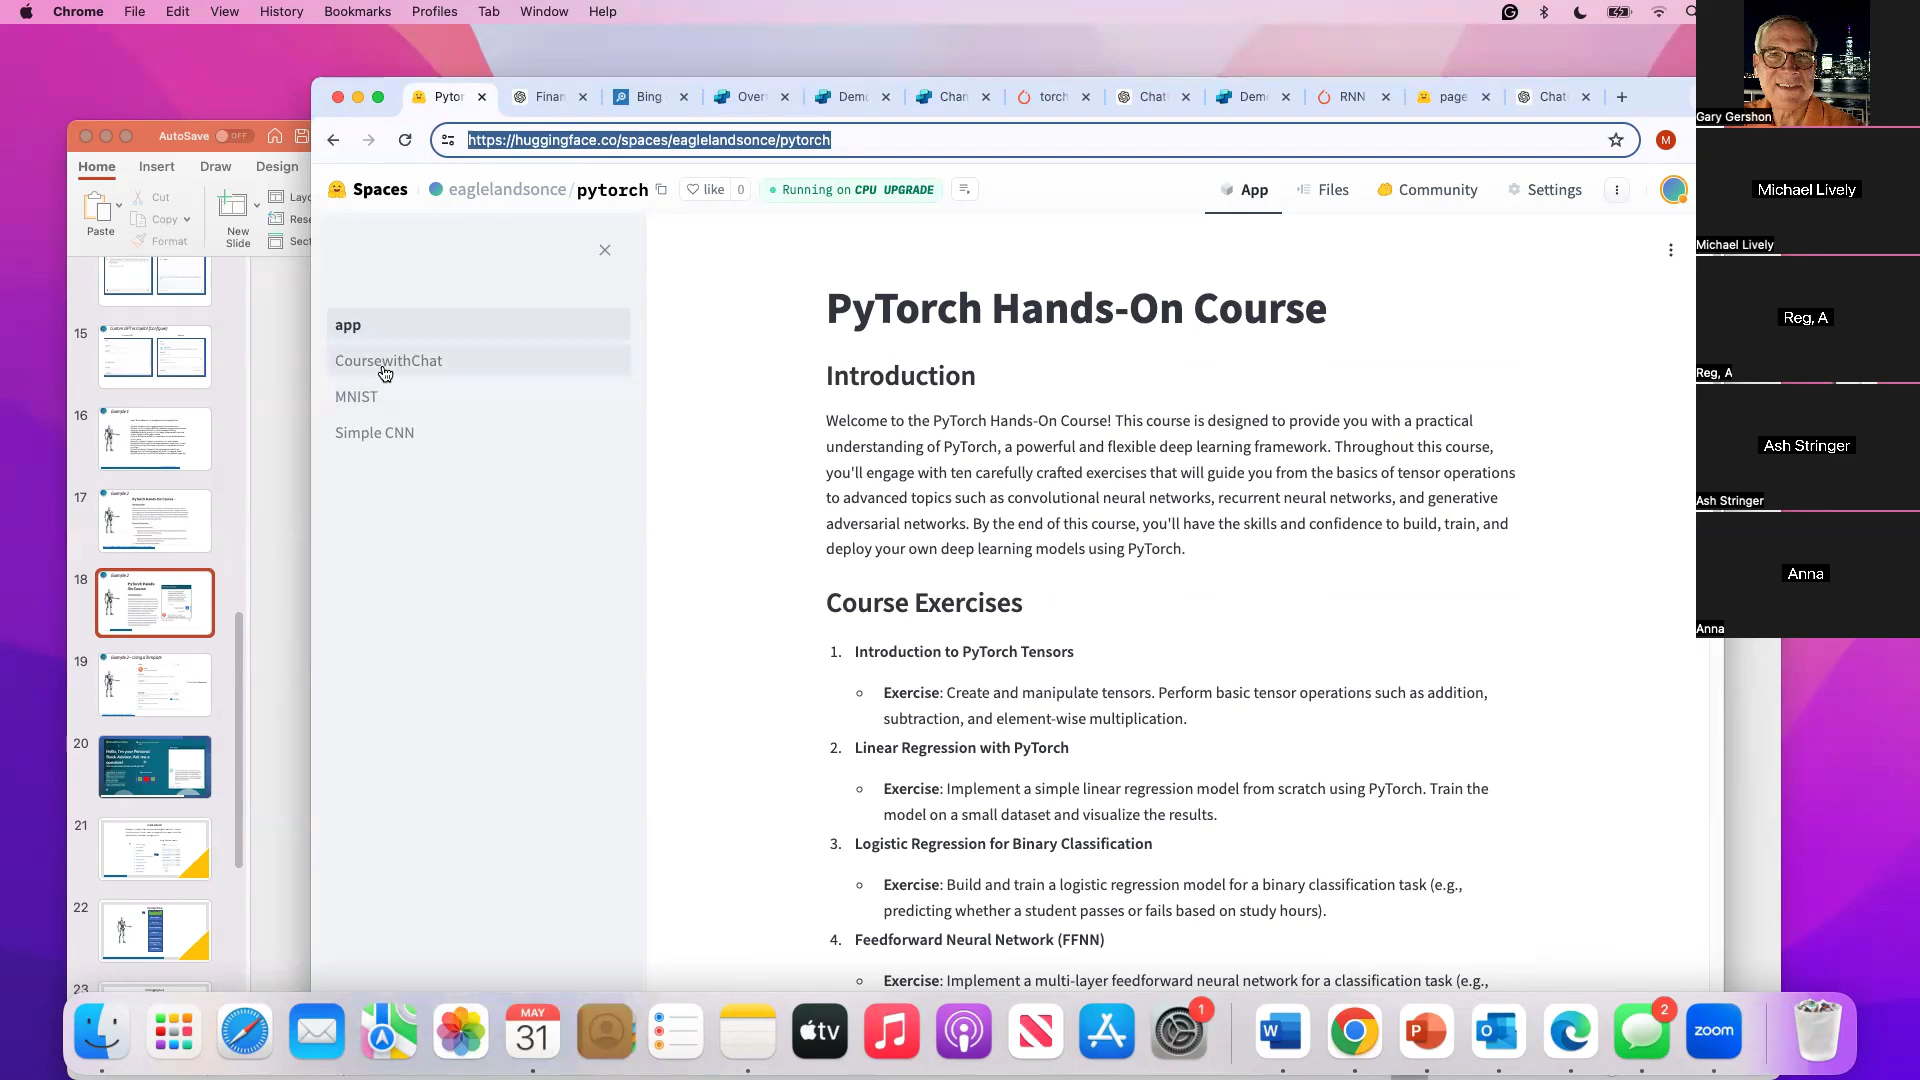 Chrome File Edit View History Bookmarks Profiles Tab Window Help
Gary Gershon
Michael Lively
Michael Lively
Reg, A
Reg, A
Ash Stringer
Ash Stringer
Anna
Anna
AutoSave OFF
Home Insert Draw Design
Paste
Cut
Copy
Format
New
Slide
15
16
17
18
19
20
21
22
23
Pytor
Finan
Bing
Over
Demo
Chan
torch
Chat
Dem
RNN
page
Chat
https://huggingface.co/spaces/eaglelandsonce/pytorch
M
Spaces eaglelandsonce/pytorch like 0 Running on CPU UPGRADE App Files Community Settings
app
CoursewithChat
MNIST
Simple CNN
PyTorch Hands-On Course
Introduction
Welcome to the PyTorch Hands-On Course! This course is designed to provide you with a practical
understanding of PyTorch, a powerful and flexible deep learning framework. Throughout this course,
you'll engage with ten carefully crafted exercises that will guide you from the basics of tensor operations
to advanced topics such as convolutional neural networks, recurrent neural networks, and generative
adversarial networks. By the end of this course, you'll have the skills and confidence to build, train, and
deploy your own deep learning models using PyTorch.
Course Exercises
1. Introduction to PyTorch Tensors
Exercise: Create and manipulate tensors. Perform basic tensor operations such as addition,
subtraction, and element-wise multiplication.
2. Linear Regression with PyTorch
Exercise: Implement a simple linear regression model from scratch using PyTorch. Train the
model on a small dataset and visualize the results.
3. Logistic Regression for Binary Classification
Exercise: Build and train a logistic regression model for a binary classification task (e.g.,
predicting whether a student passes or fails based on study hours).
4. Feedforward Neural Network (FFNN)
Exercise: Implement a multi-layer feedforward neural network for a classification task (e.g.,
MAY
31
tv
1
W
P
2
zoom